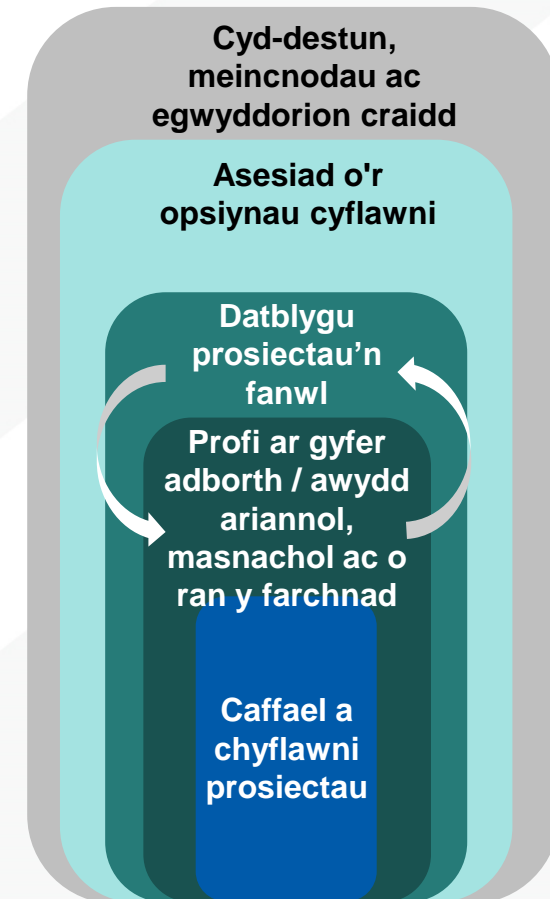 Cyd-destun,
meincnodau ac
egwyddorion craidd
Asesiad o'r
opsiynau cyflawni
Datblygu
prosiectau’n
fanwl
Profi ar gyfer
adborth / awydd
ariannol,
masnachol ac o
ran y farchnad
Caffael a
chyflawni
prosiectau